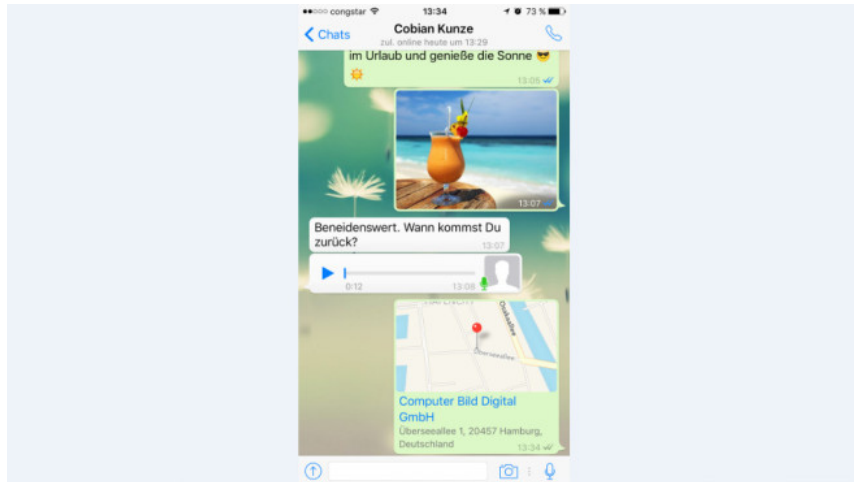 congstar 13:34 73 %
Chats Cobian Kunze
zul. online heute um 13:29
im Urlaub und genieße die Sonne 😎
☀️
13:05
13:07
Beneidenswert. Wann kommst Du
zurück? 13:07
0:12 13:08
Osakaallee
Überseeallee
Computer Bild Digital
GmbH
Überseeallee 1, 20457 Hamburg,
Deutschland 13:34